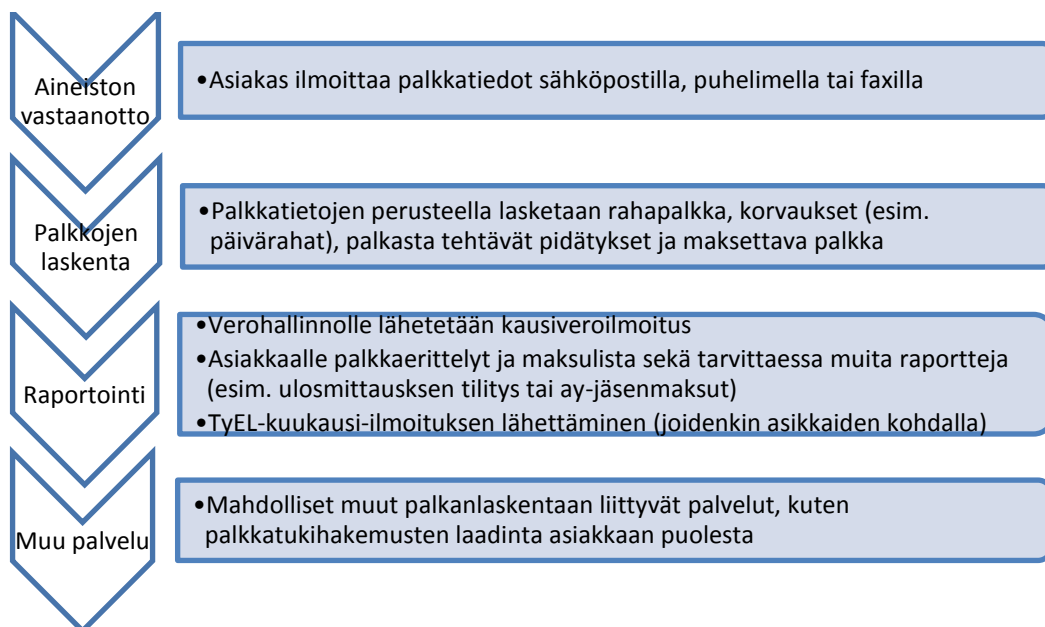 Aineiston
vastaanotto
•Asiakas ilmoittaa palkkatiedot sähköpostilla, puhelimella tai faxilla
Palkkojen
laskenta
•Palkkatietojen perusteella lasketaan rahapalkka, korvaukset (esim.
päivärahat), palkasta tehtävät pidätykset ja maksettava palkka
Raportointi
•Verohallinnolle lähetetään kausiveroilmoitus
•Asiakkaalle palkkaerittelyt ja maksulista sekä tarvittaessa muita raportteja
(esim. ulosmittausksen tilitys tai ay-jäsenmaksut)
•TyEL-kuukausi-ilmoituksen lähettäminen (joidenkin asikkaiden kohdalla)
Muu palvelu
•Mahdolliset muut palkanlaskentaan liittyvät palvelut, kuten
palkkatukihakemusten laadinta asiakkaan puolesta